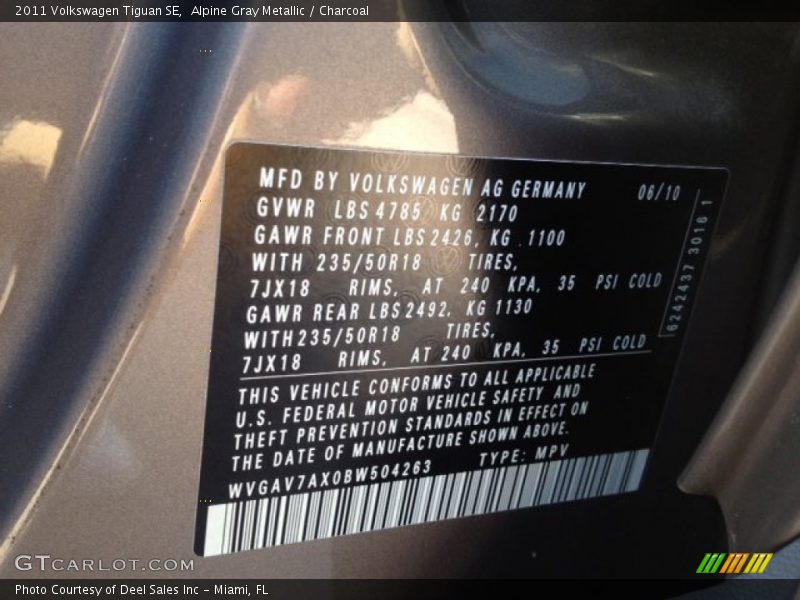 2011 Volkswagen Tiguan SE, Alpine Gray Metallic / Charcoal
MFD BY VOLKSWAGEN AG GERMANY 06/10
GVWR LBS 4785 KG 2170
GAWR FRONT LBS 2426, KG 1100
WITH 235/50R18 TIRES,
7JX18 RIMS, AT 240 KPA, 35 PSI COLD
GAWR REAR LBS 2492, KG 1130
WITH 235/50R18 TIRES,
7JX18 RIMS, AT 240 KPA, 35 PSI COLD
6242437 3016 1
THIS VEHICLE CONFORMS TO ALL APPLICABLE
U.S. FEDERAL MOTOR VEHICLE SAFETY AND
THEFT PREVENTION STANDARDS IN EFFECT ON
THE DATE OF MANUFACTURE SHOWN ABOVE.
WVGAV7AX0BW504263 TYPE: MPV
GTCARLOT.COM
Photo Courtesy of Deel Sales Inc - Miami, FL